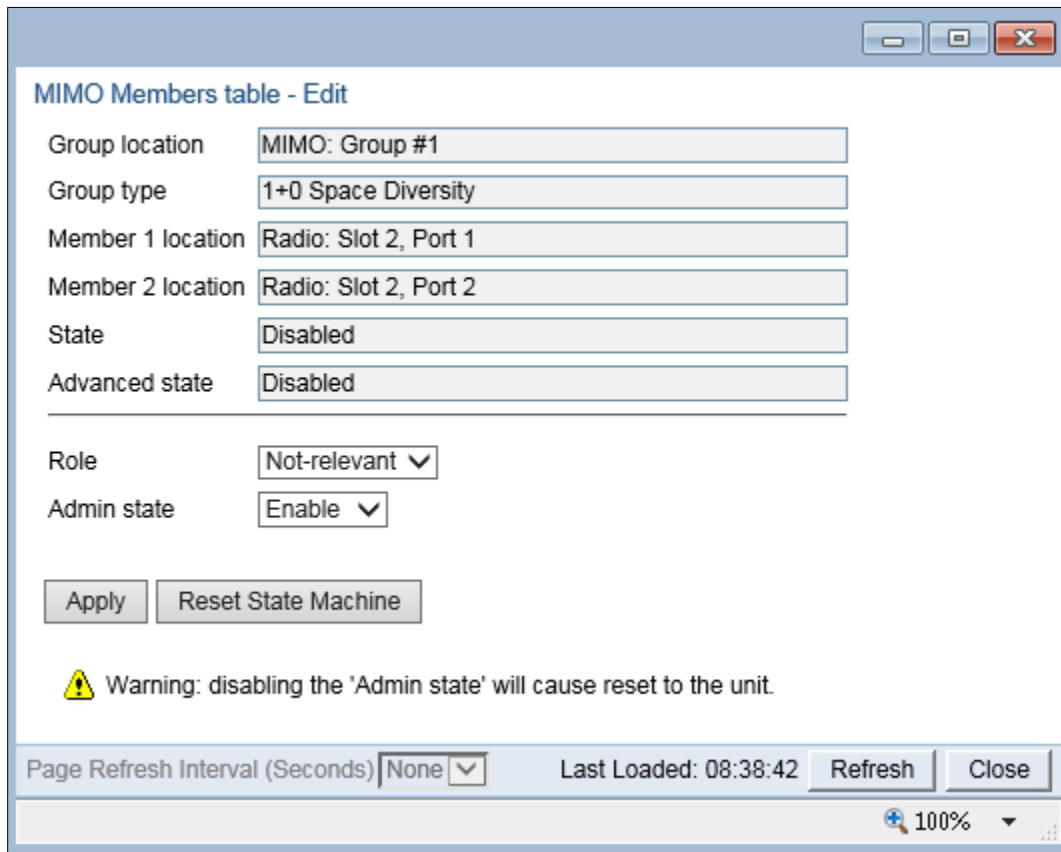 MIMO Members table - Edit
Group location MIMO: Group #1
Group type 1+0 Space Diversity
Member 1 location Radio: Slot 2, Port 1
Member 2 location Radio: Slot 2, Port 2
State Disabled
Advanced state Disabled
Role Not-relevant
Admin state Enable
Apply Reset State Machine
Warning: disabling the 'Admin state' will cause reset to the unit.
Page Refresh Interval (Seconds) None Last Loaded: 08:38:42 Refresh Close
100%